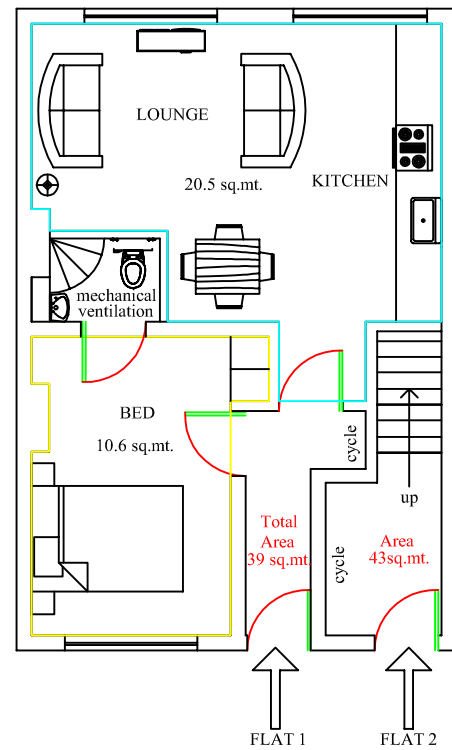 LOUNGE
20.5 sq.mt.
KITCHEN
mechanical
ventilation
BED
10.6 sq.mt.
cycle
up
Total
Area
39 sq.mt.
cycle
Area
43sq.mt.
FLAT 1
FLAT 2